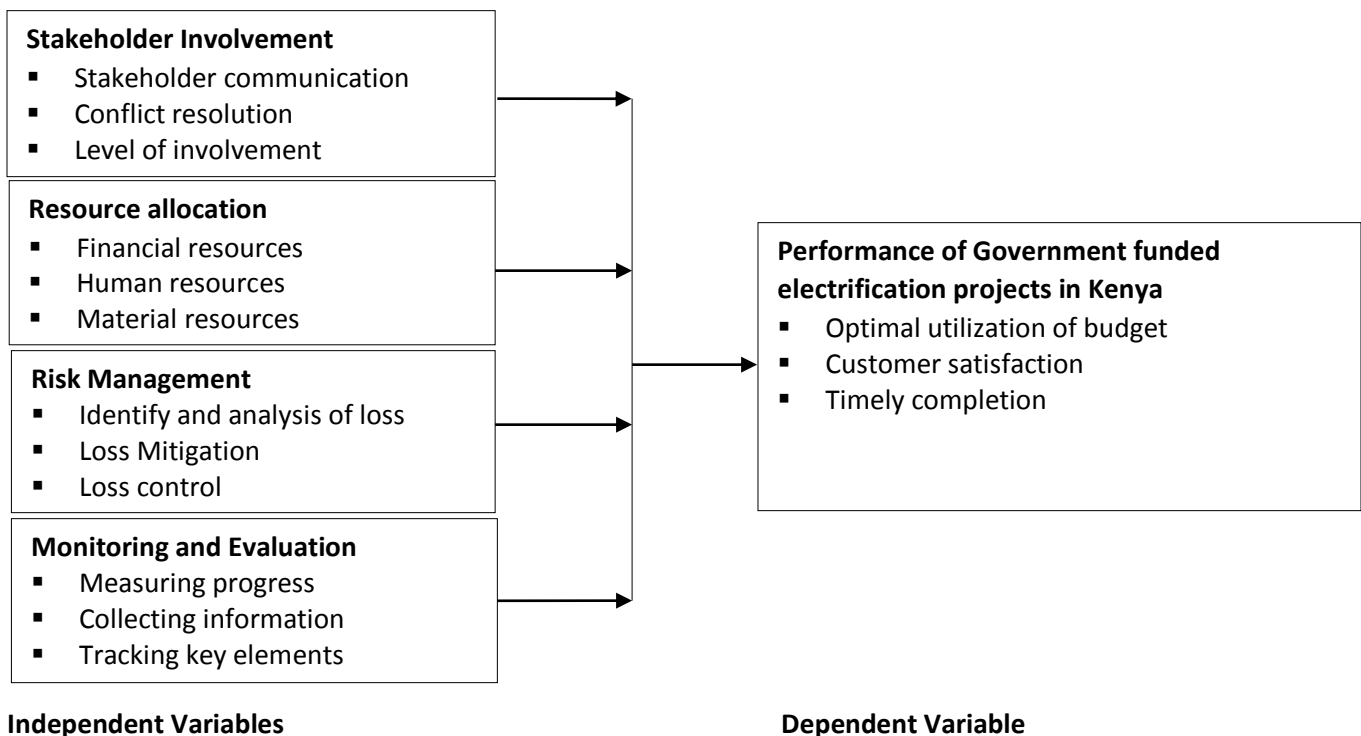 Stakeholder Involvement
▪ Stakeholder communication
▪ Conflict resolution
▪ Level of involvement
Resource allocation
▪ Financial resources
▪ Human resources
▪ Material resources
Risk Management
▪ Identify and analysis of loss
▪ Loss Mitigation
▪ Loss control
Monitoring and Evaluation
▪ Measuring progress
▪ Collecting information
▪ Tracking key elements
Independent Variables
Performance of Government funded
electrification projects in Kenya
▪ Optimal utilization of budget
▪ Customer satisfaction
▪ Timely completion
Dependent Variable